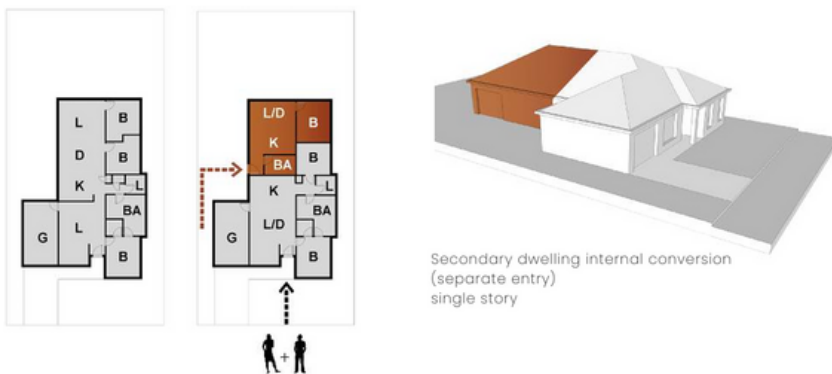 L
B
D
B
K
L
BA
L
G
B
L/D
B
K
BA
B
K
L
L/D
BA
G
B
+
Secondary dwelling internal conversion
(separate entry)
single story